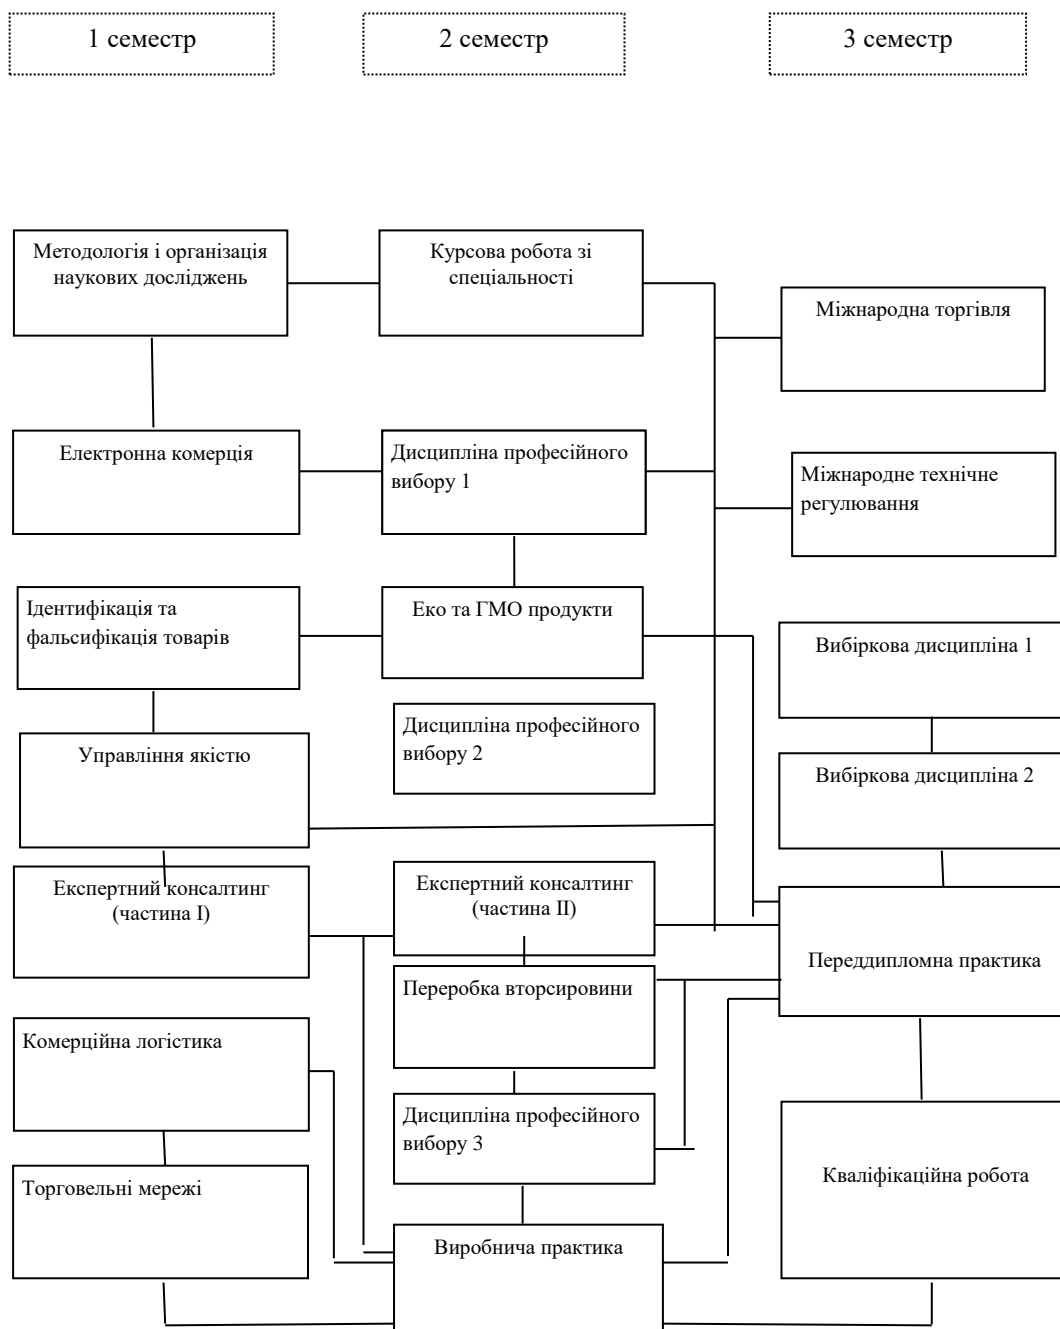 1 семестр
2 семестр
3 семестр
Методологія і організація
наукових досліджень
Курсова робота зі
спеціальності
Міжнародна торгівля
Електронна комерція
Дисципліна професійного
вибору 1
Міжнародне технічне
регулювання
Ідентифікація та
фальсифікація товарів
Еко та ГМО продукти
Вибіркова дисципліна 1
Управління якістю
Дисципліна професійного
вибору 2
Вибіркова дисципліна 2
Експертний консалтинг
(частина І)
Експертний консалтинг
(частина ІІ)
Переддипломна практика
Переробка вторсировини
Комерційна логістика
Дисципліна професійного
вибору 3
Кваліфікаційна робота
Торговельні мережі
Виробнича практика